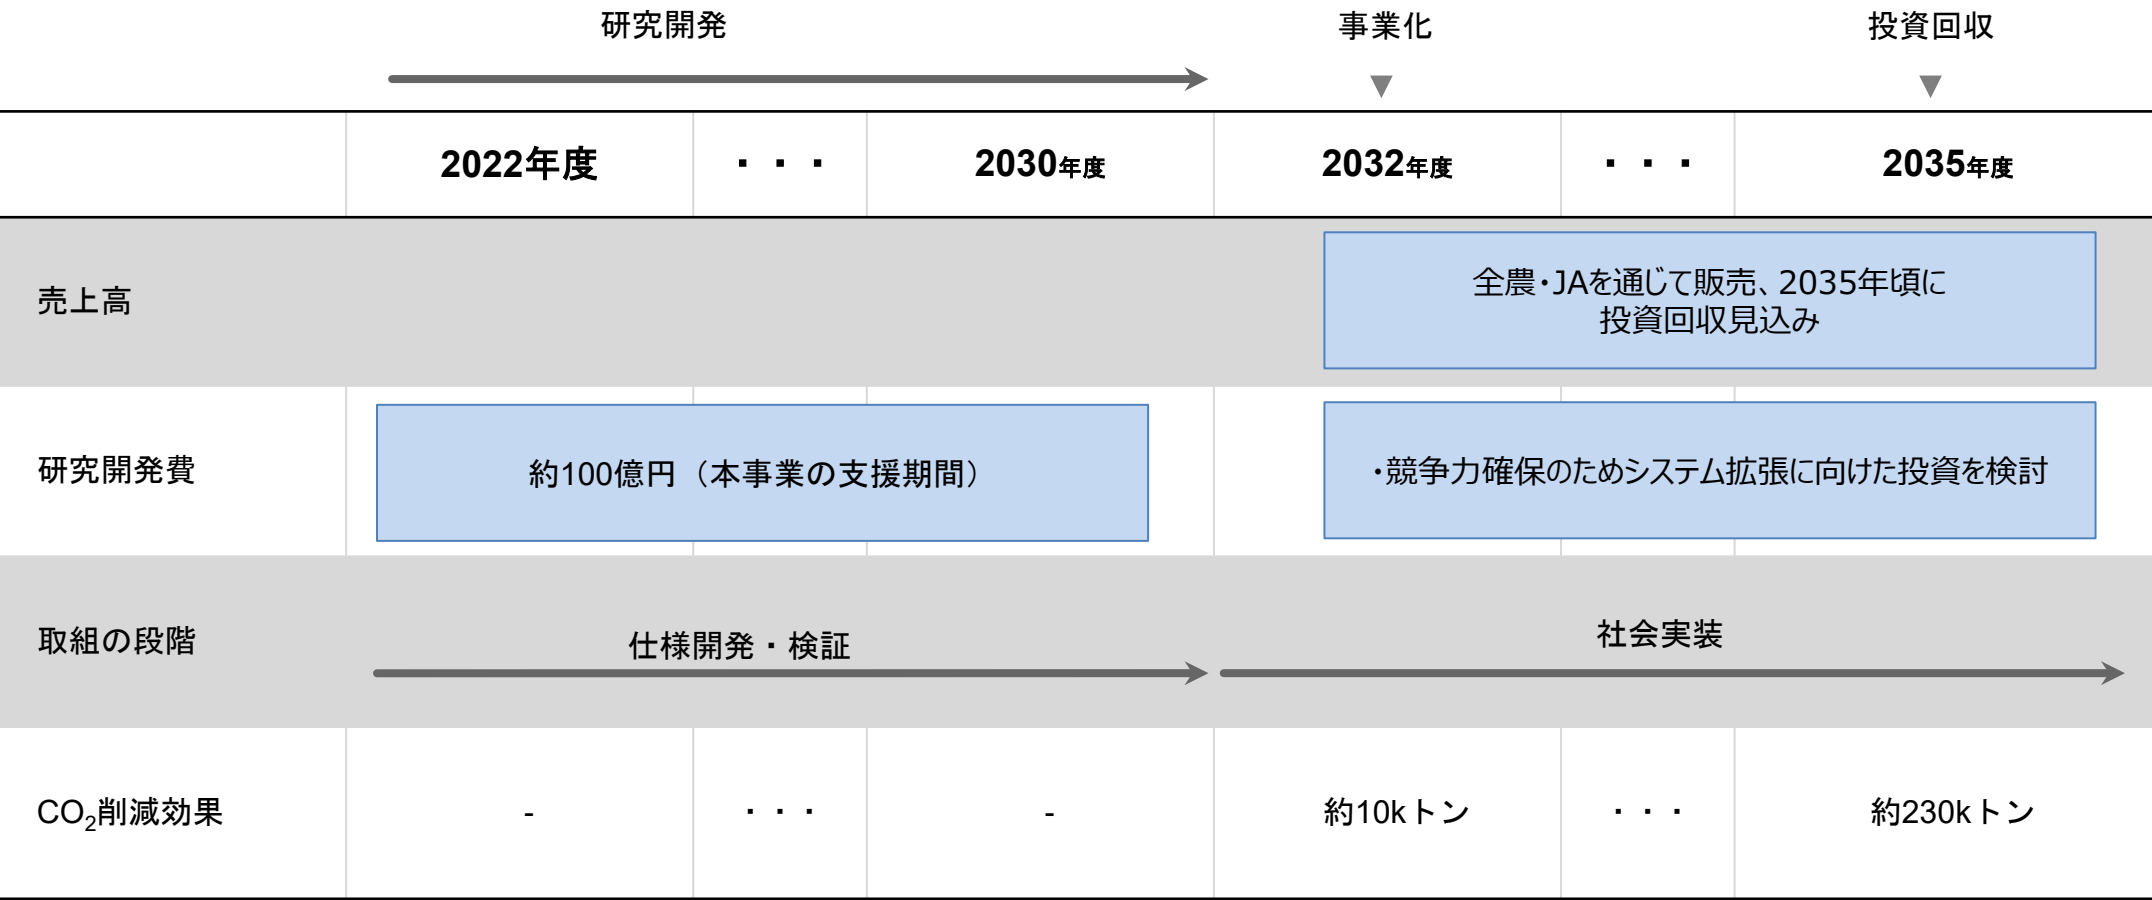 研究開発
事業化
投資回収
▼
▼
2022年度
・・・
2030年度
2032年度
・・・
2035年度
売上高
全農・JAを通じて販売、2035年頃に
投資回収見込み
研究開発費
約100億円（本事業の支援期間）
・競争力確保のためシステム拡張に向けた投資を検討
取組の段階
仕様開発・検証
社会実装
CO₂削減効果
-
・・・
-
約10kトン
・・・
約230kトン